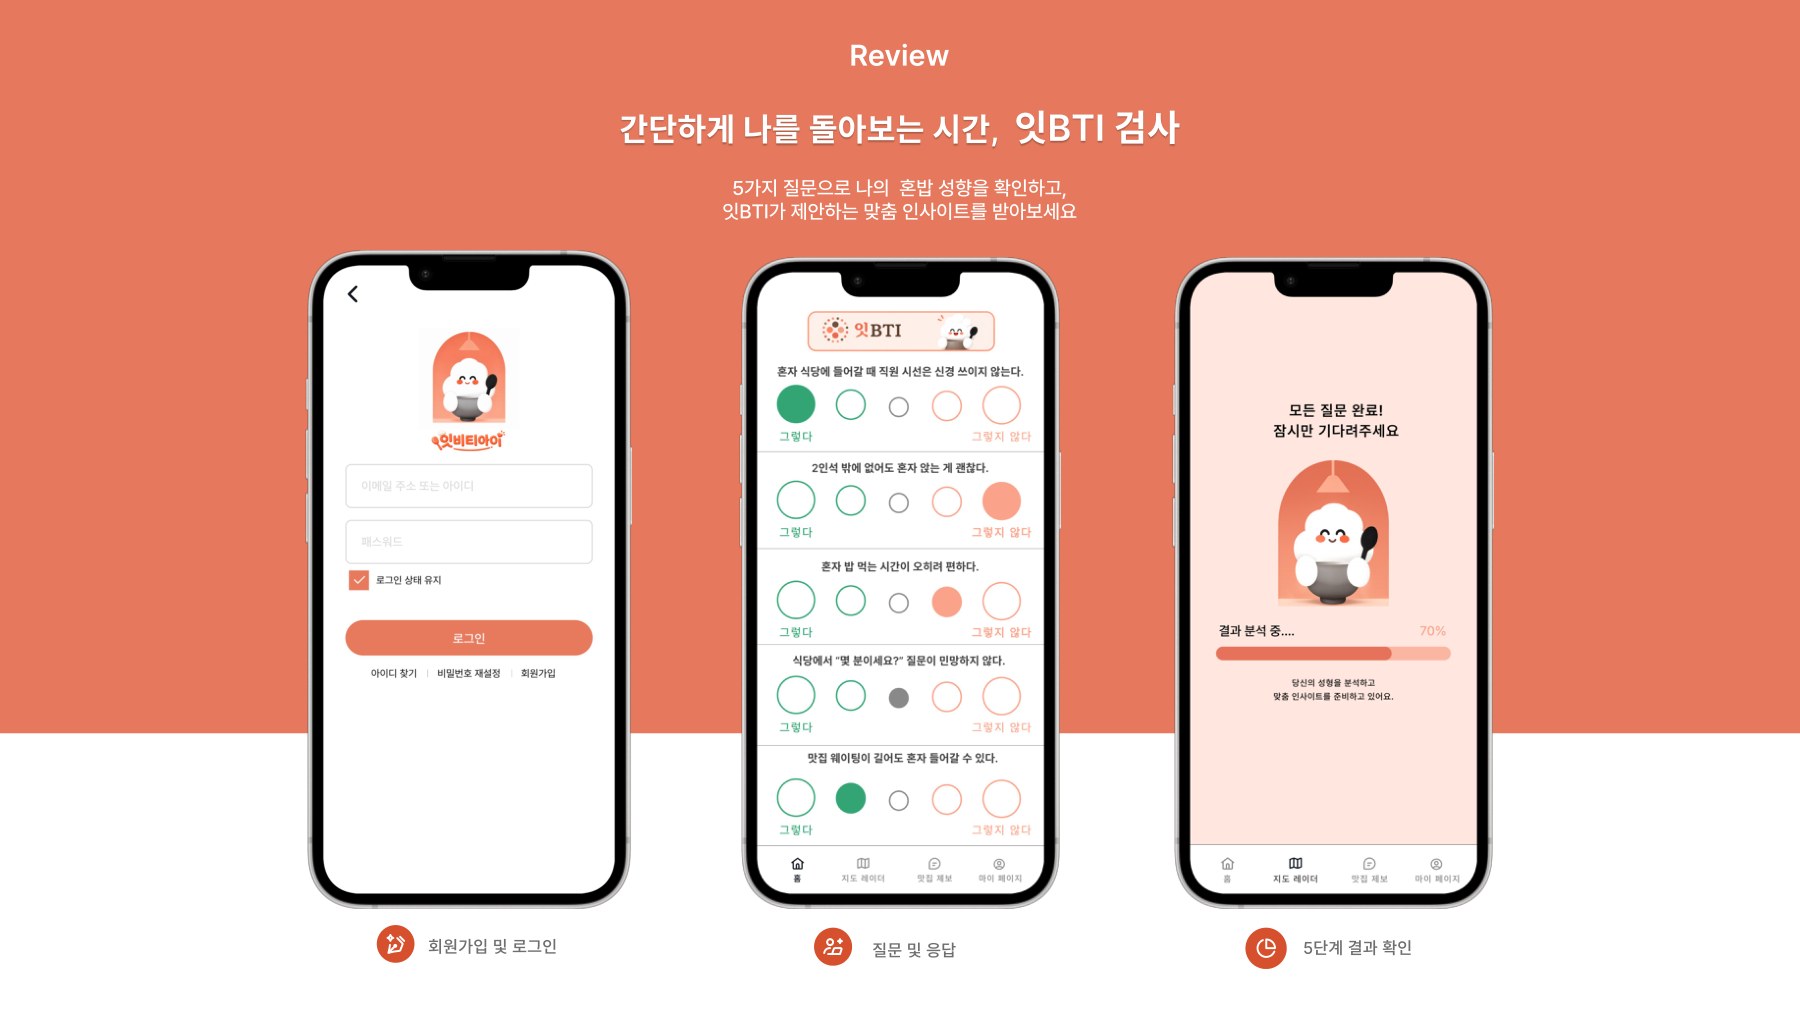 Review
간단하게 나를 돌아보는 시간, 잇BTI 검사
5가지 질문으로 나의 혼밥 성향을 확인하고,
잇BTI가 제안하는 맞춤 인사이트를 받아보세요
잇비티아이
이메일 주소 또는 아이디
패스워드
로그인 상태 유지
로그인
아이디 찾기 | 비밀번호 재설정 | 회원가입
회원가입 및 로그인
잇BTI
혼자 식당에 들어갈 때 직원 시선은 신경 쓰이지 않는다.
그렇다 그렇지 않다
2인석 밖에 없어도 혼자 앉는 게 괜찮다.
그렇다 그렇지 않다
혼자 밥 먹는 시간이 오히려 편하다.
그렇다 그렇지 않다
식당에서 “몇 분이세요?” 질문이 민망하지 않다.
그렇다 그렇지 않다
맛집 웨이팅이 길어도 혼자 들어갈 수 있다.
그렇다 그렇지 않다
홈 지도 레이더 맛집 제보 마이 페이지
질문 및 응답
모든 질문 완료!
잠시만 기다려주세요
결과 분석 중.... 70%
당신의 성형을 분석하고
맞춤 인사이트를 준비하고 있어요.
홈 지도 레이더 맛집 제보 마이 페이지
5단계 결과 확인